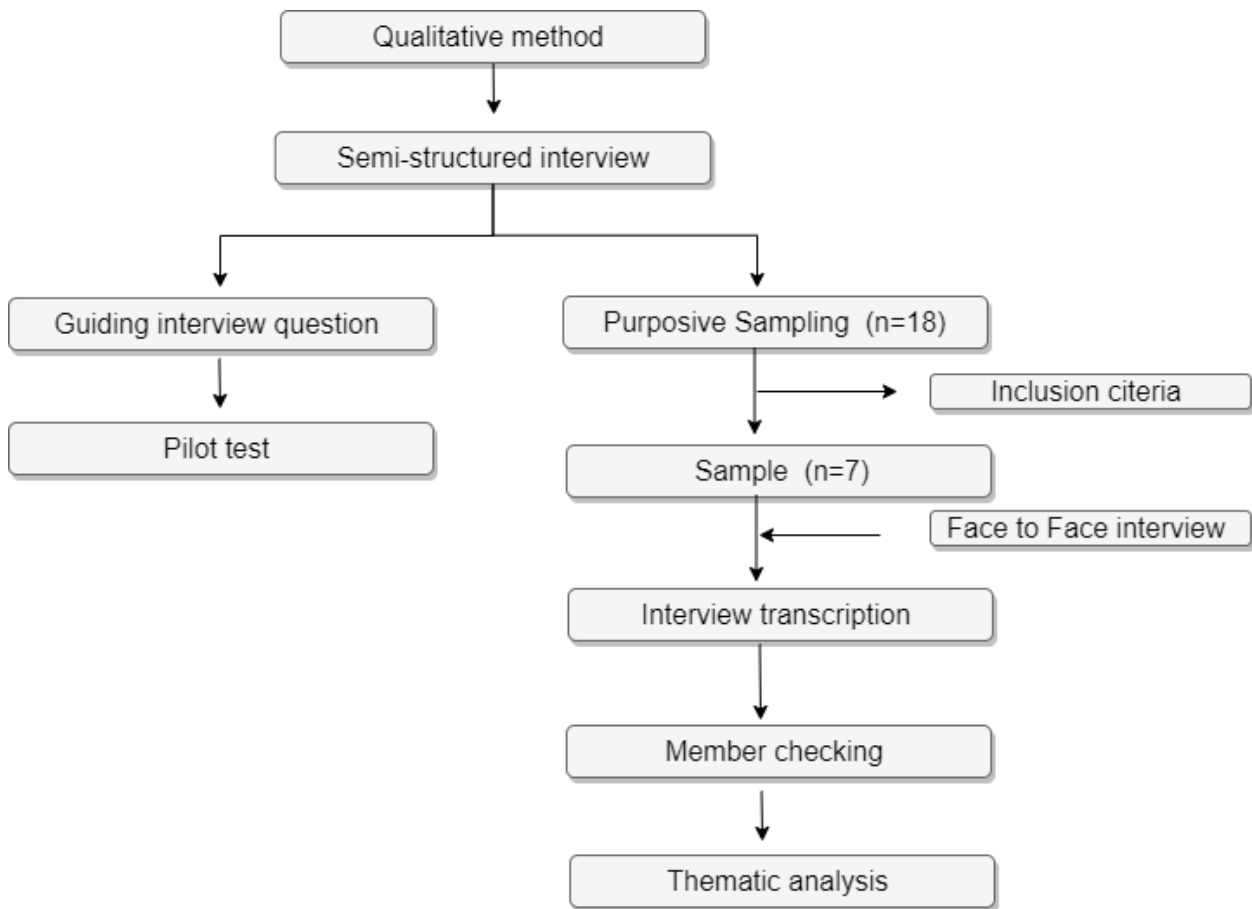 Qualitative method
Semi-structured interview
Guiding interview question
Purposive Sampling (n=18)
Inclusion citeria
Pilot test
Sample (n=7)
Face to Face interview
Interview transcription
Member checking
Thematic analysis